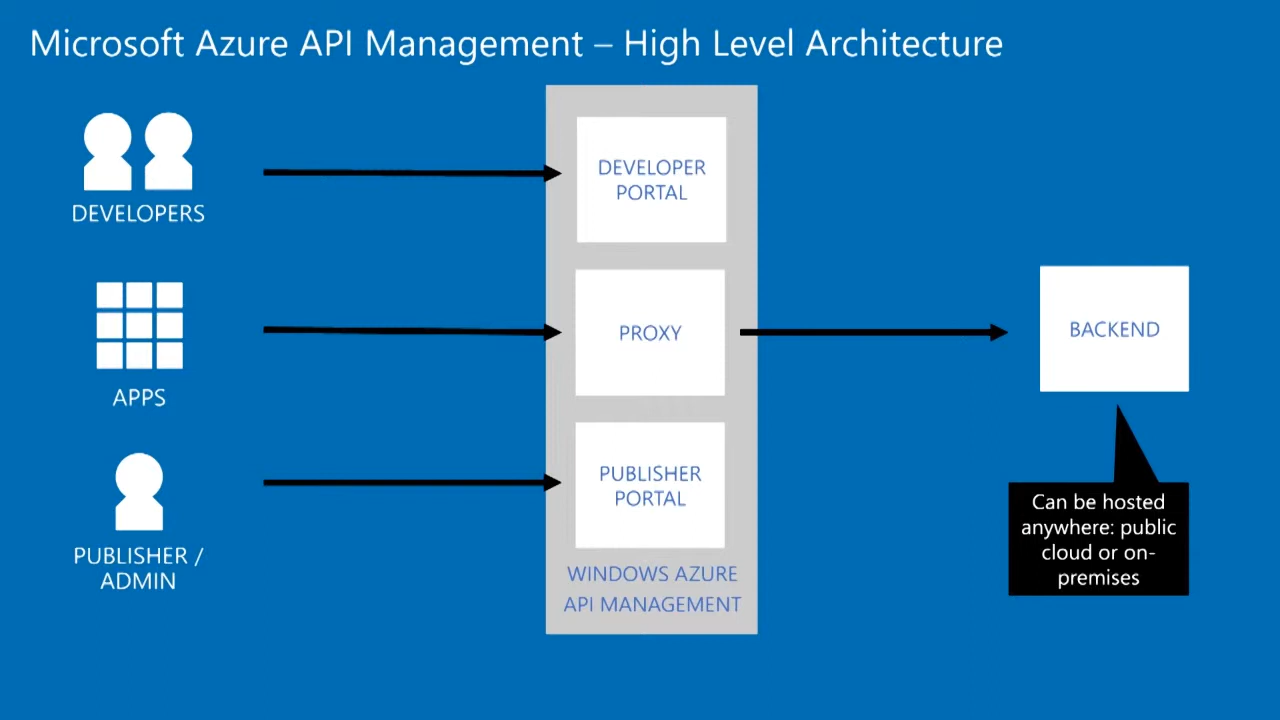 Microsoft Azure API Management – High Level Architecture
DEVELOPERS
DEVELOPER
PORTAL
APPS
PROXY
BACKEND
PUBLISHER /
ADMIN
PUBLISHER
PORTAL
WINDOWS AZURE
API MANAGEMENT
Can be hosted
anywhere: public
cloud or on-
premises